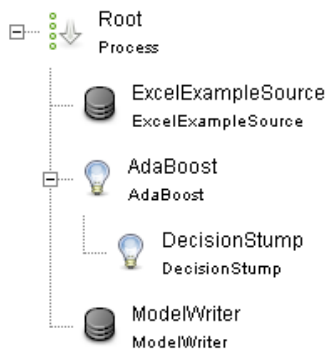 Root
Process
ExcelExampleSource
ExcelExampleSource
AdaBoost
AdaBoost
DecisionStump
DecisionStump
ModelWriter
ModelWriter